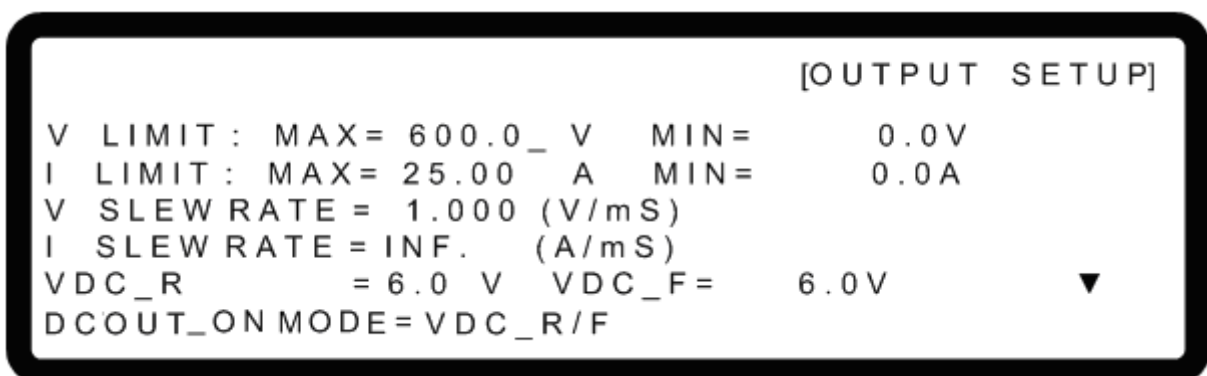 [OUTPUT SETUP]
V LIMIT: MAX= 600.0_ V MIN= 0.0V
I LIMIT: MAX= 25.00 A MIN= 0.0A
V SLEW RATE = 1.000 (V/mS)
I SLEW RATE = INF. (A/mS)
VDC_R = 6.0 V VDC_F= 6.0V ▼
DCOUT_ON MODE= VDC_R/F